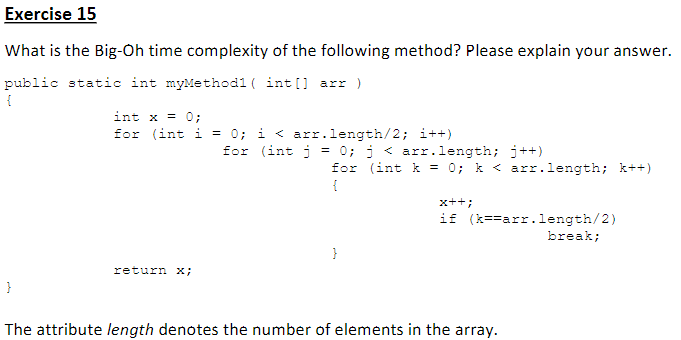 Exercise 15
What is the Big-Oh time complexity of the following method? Please explain your answer.
public static int myMethod1( int[] arr )
{
int x = 0;
for (int i = 0; i < arr.length/2; i++)
for (int j = 0; j < arr.length; j++)
for (int k = 0; k < arr.length; k++)
{
x++;
if (k==arr.length/2)
break;
}
return x;
}
The attribute length denotes the number of elements in the array.